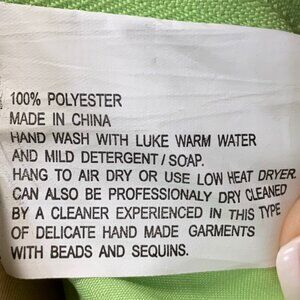 100% POLYESTER
MADE IN CHINA
HAND WASH WITH LUKE WARM WATER
AND MILD DETERGENT / SOAP.
HANG TO AIR DRY OR USE LOW HEAT DRYER.
CAN ALSO BE PROFESSIONALY DRY CLEANED
BY A CLEANER EXPERIENCED IN THIS TYPE
OF DELICATE HAND MADE GARMENTS
WITH BEADS AND SEQUINS.